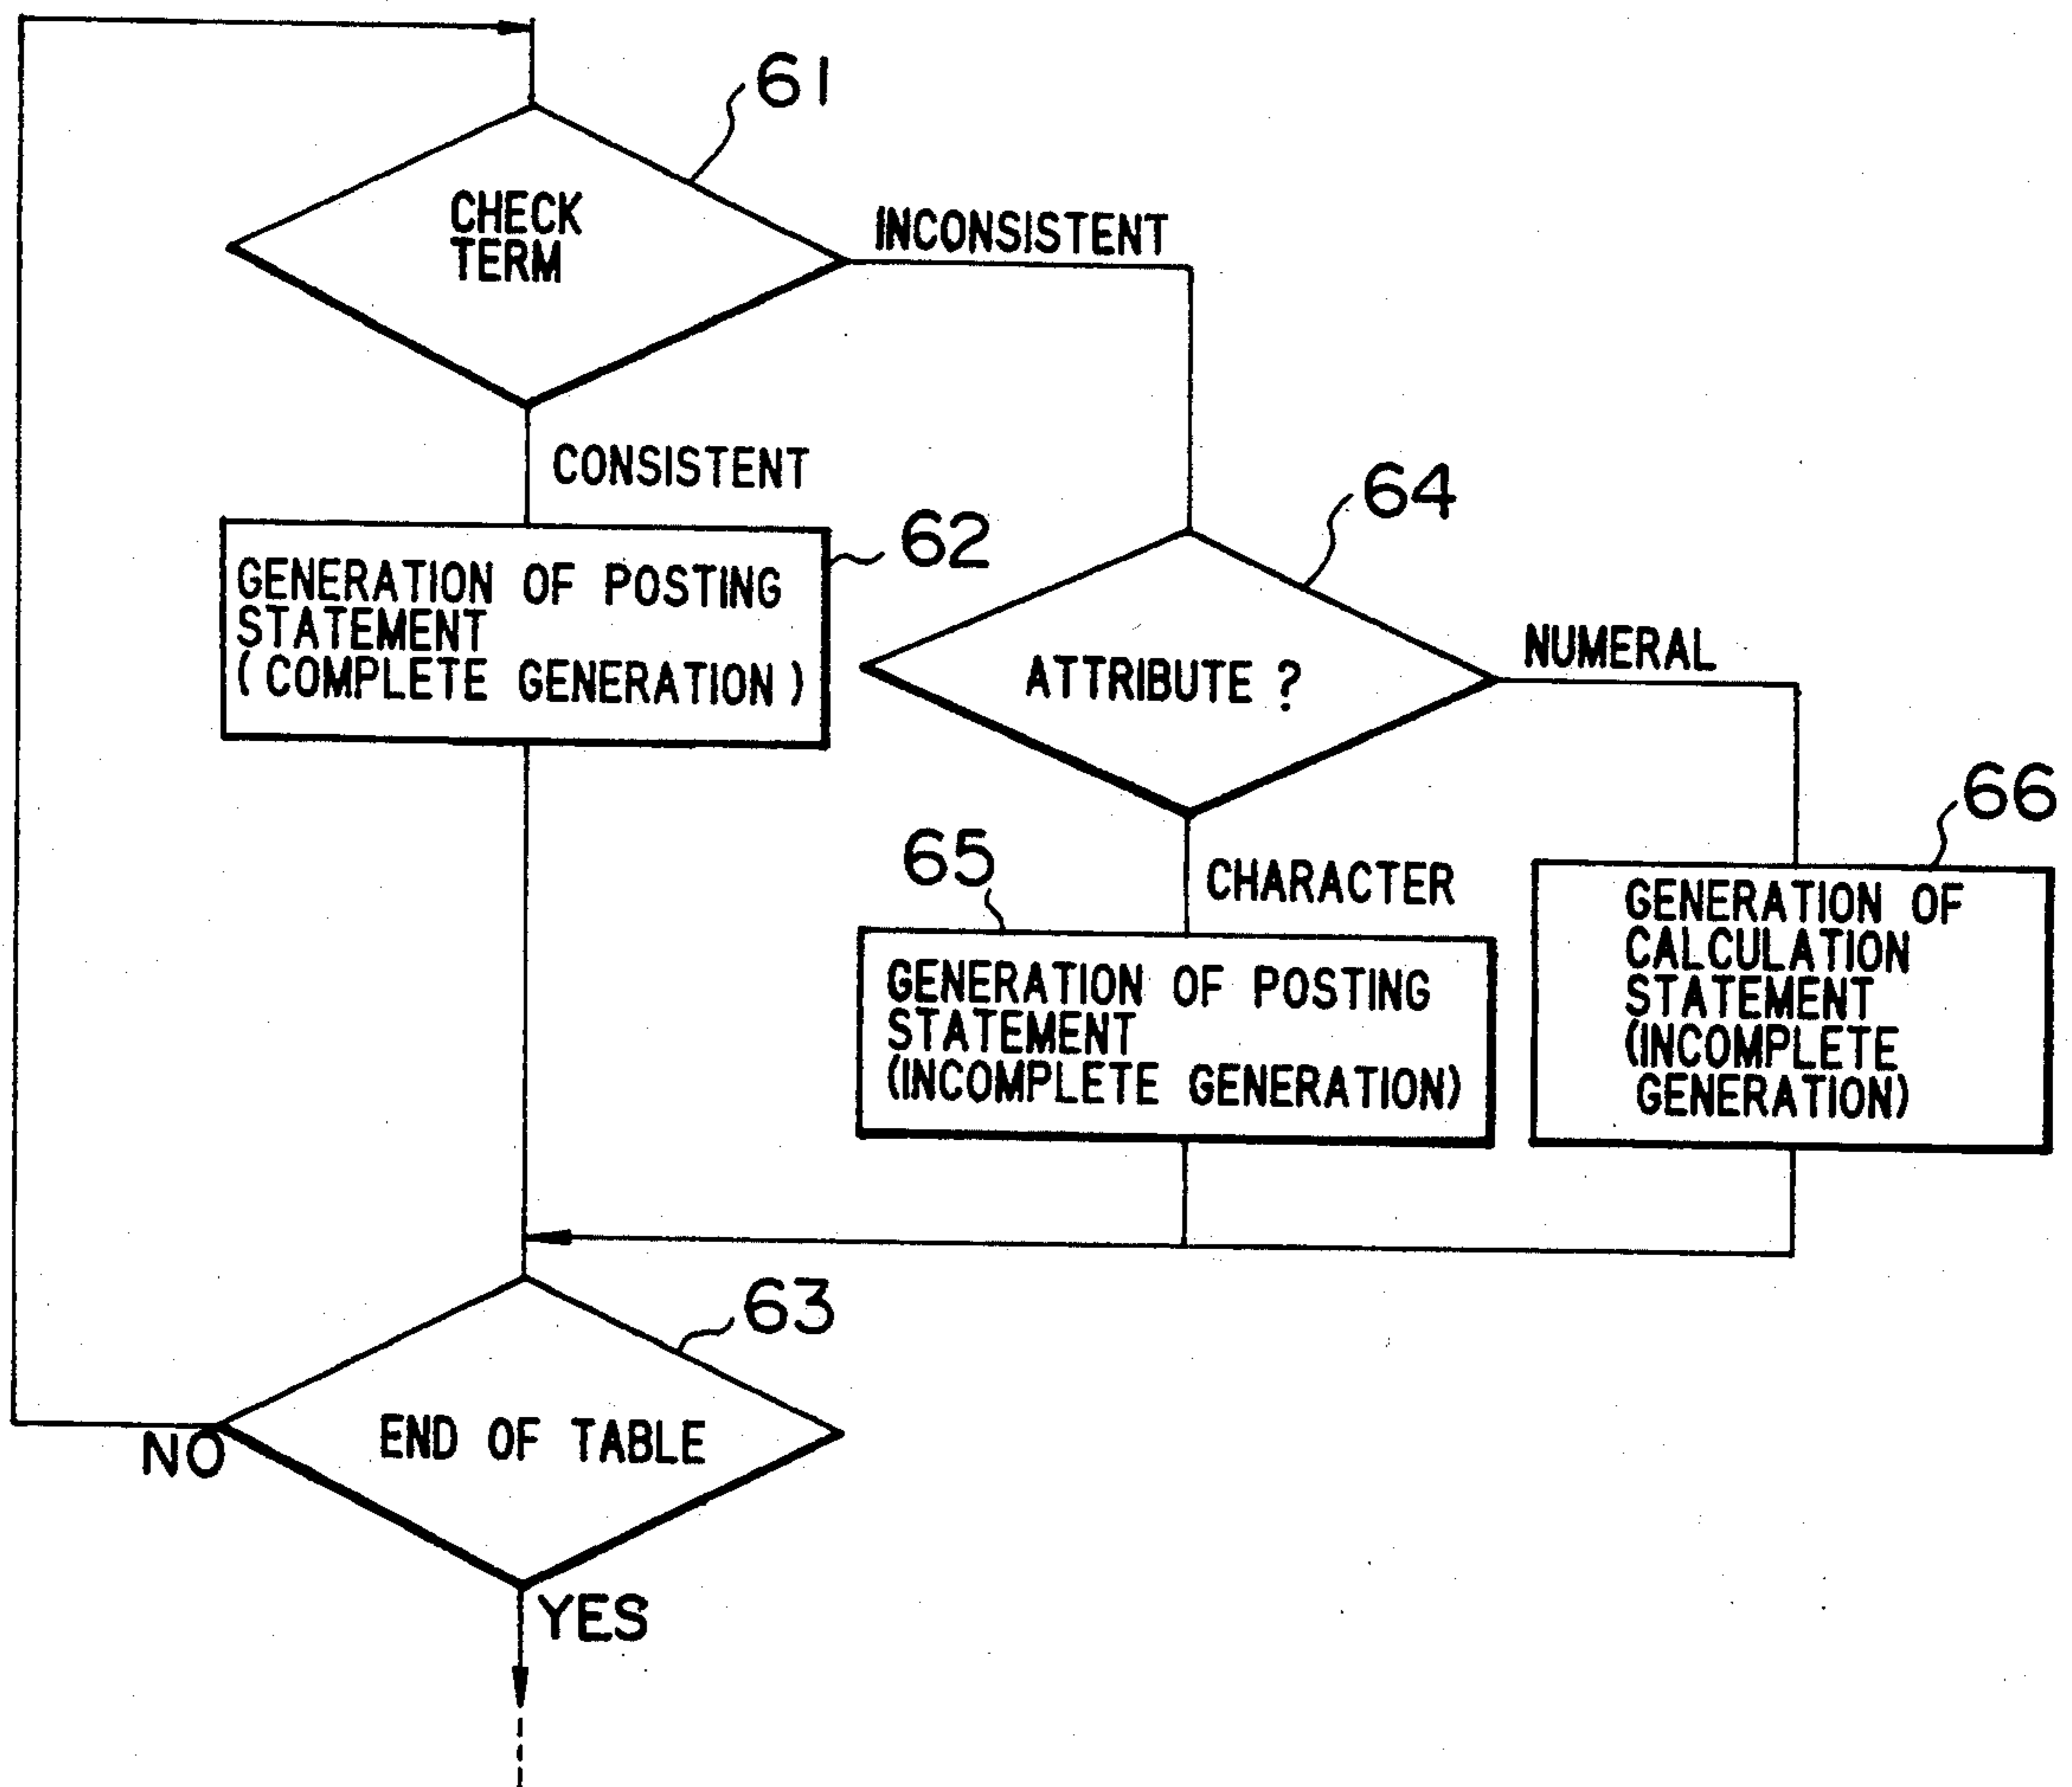 61
CHECK
TERM
INCONSISTENT
CONSISTENT
62
GENERATION OF POSTING
STATEMENT
(COMPLETE GENERATION)
64
ATTRIBUTE ?
NUMERAL
CHARACTER
65
GENERATION OF POSTING
STATEMENT
(INCOMPLETE GENERATION)
66
GENERATION OF
CALCULATION
STATEMENT
(INCOMPLETE
GENERATION)
63
END OF TABLE
NO
YES